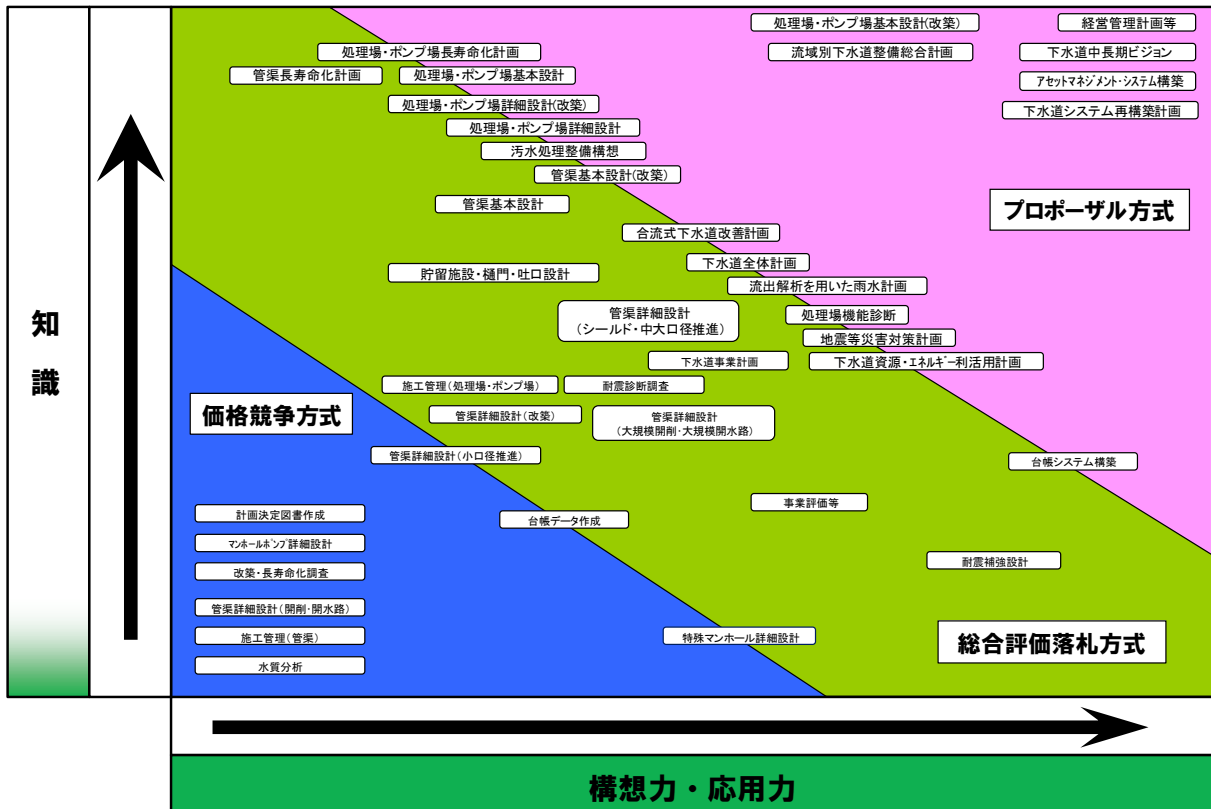 処理場・ポンプ場基本設計(改築)
経営管理計画等
処理場・ポンプ場長寿命化計画
流域別下水道整備総合計画
下水道中長期ビジョン
管渠長寿命化計画
処理場・ポンプ場基本設計
アセットマネジメント・システム構築
処理場・ポンプ場詳細設計(改築)
下水道システム再構築計画
処理場・ポンプ場詳細設計
汚水処理整備構想
管渠基本設計(改築)
管渠基本設計
プロポーザル方式
合流式下水道改善計画
下水道全体計画
貯留施設・樋門・吐口設計
流出解析を用いた雨水計画
管渠詳細設計
(シールド・中大口径推進)
処理場機能診断
地震等災害対策計画
下水道事業計画
下水道資源・エネルギー利活用計画
知
識
施工管理(処理場・ポンプ場)
耐震診断調査
価格競争方式
管渠詳細設計(改築)
管渠詳細設計
(大規模開削・大規模開水路)
管渠詳細設計(小口径推進)
台帳システム構築
事業評価等
計画決定図書作成
台帳データ作成
マンホールポンプ詳細設計
耐震補強設計
改築・長寿命化調査
管渠詳細設計(開削・開水路)
施工管理(管渠)
特殊マンホール詳細設計
総合評価落札方式
水質分析
構想力・応用力